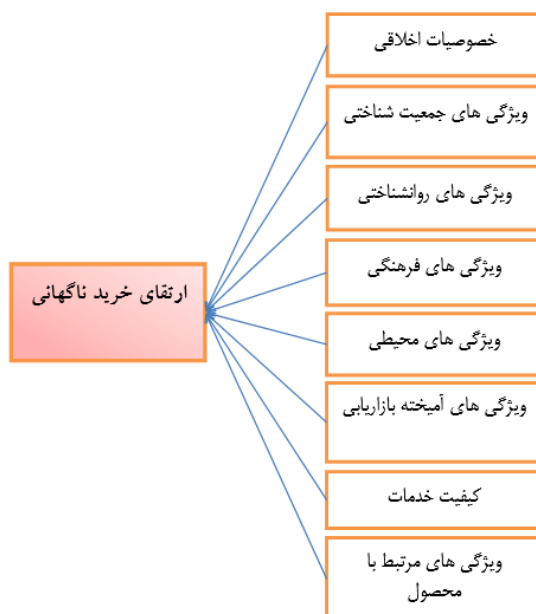 خصوصیات اخلاقی
ویژگی های جمعیت شناختی
ویژگی های روانشناختی
ویژگی های فرهنگی
ارتقای خرید ناگهانی
ویژگی های محیطی
ویژگی های آمیخته بازاریابی
کیفیت خدمات
ویژگی های مرتبط با
محصول